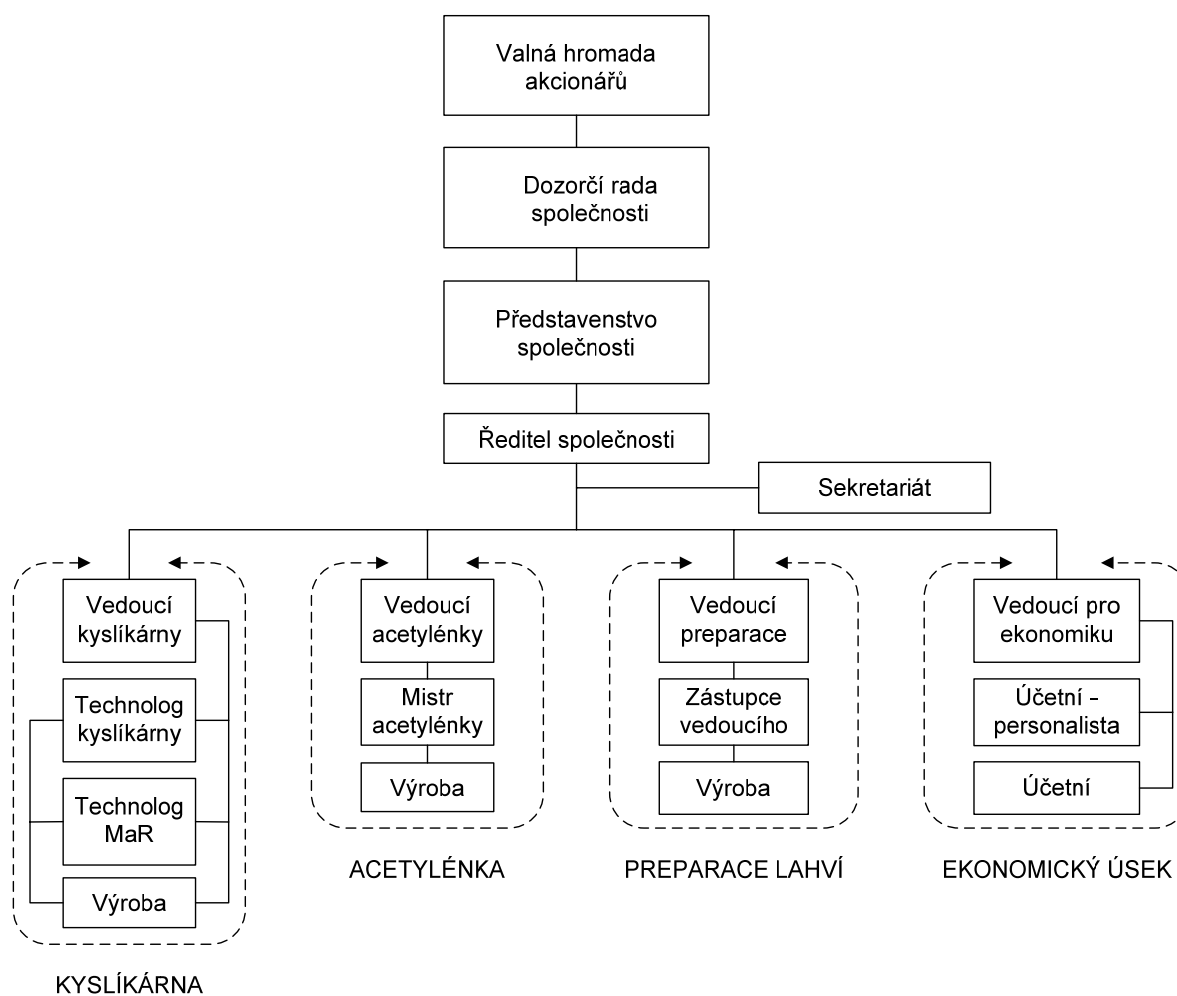 Valná hromada
akcionářů
Dozorčí rada
společnosti
Představenstvo
společnosti
Ředitel společnosti
Sekretariát
Vedoucí
kyslíkárny
Technolog
kyslíkárny
Technolog
MaR
Výroba
KYSLÍKÁRNA
Vedoucí
acetylénky
Mistr
acetylénky
Výroba
ACETYLÉNKA
Vedoucí
preparace
Zástupce
vedoucího
Výroba
PREPARACE LAHVÍ
Vedoucí pro
ekonomiku
Účetní -
personalista
Účetní
EKONOMICKÝ ÚSEK